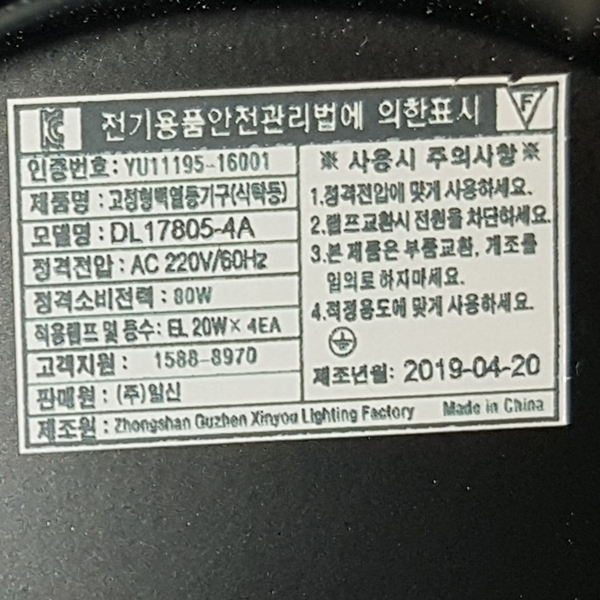 전기용품안전관리법에 의한표시
F
인증번호 : YU11195-16001
제품명 : 고정형백열등기구(식탁등)
모델명 : DL17805-4A
정격전압 : AC 220V/60Hz
정격소비전력 : 80W
적용램프 및 등수 : EL 20W × 4EA
고객지원 : 1588-8970
판매원 : (주)일신
제조원 : Zhongshan Guzhen Xinyou Lighting Factory Made in China
※ 사용시 주의사항 ※
1.정격전압에 맞게 사용하세요.
2.램프교환시 전원을 차단하세요.
3.본 제품은 부품교환, 개조를
임의로 하지마세요.
4.적정용도에 맞게 사용하세요.
제조년월: 2019-04-20